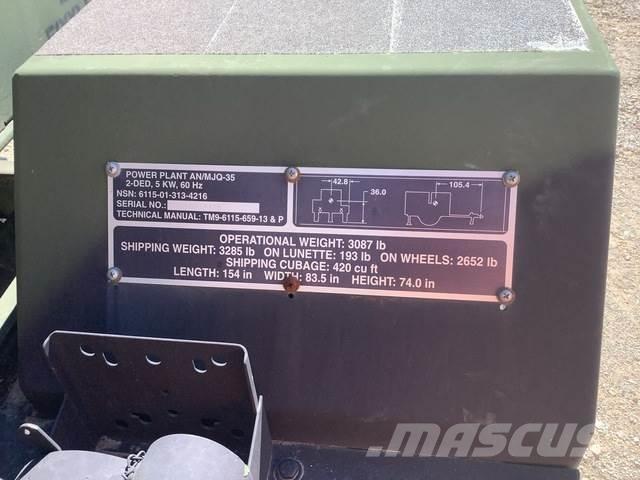 POWER PLANT AN/MJQ-35
2-DED, 5 KW, 60 Hz
NSN: 6115-01-313-4216
SERIAL NO.:
TECHNICAL MANUAL: TM9-6115-659-13 & P
42.8
36.0
105.4
OPERATIONAL WEIGHT: 3087 lb
SHIPPING WEIGHT: 3285 lb ON LUNETTE: 193 lb ON WHEELS: 2652 lb
SHIPPING CUBAGE: 420 cu ft
LENGTH: 154 in WIDTH: 83.5 in HEIGHT: 74.0 in
MASCUS